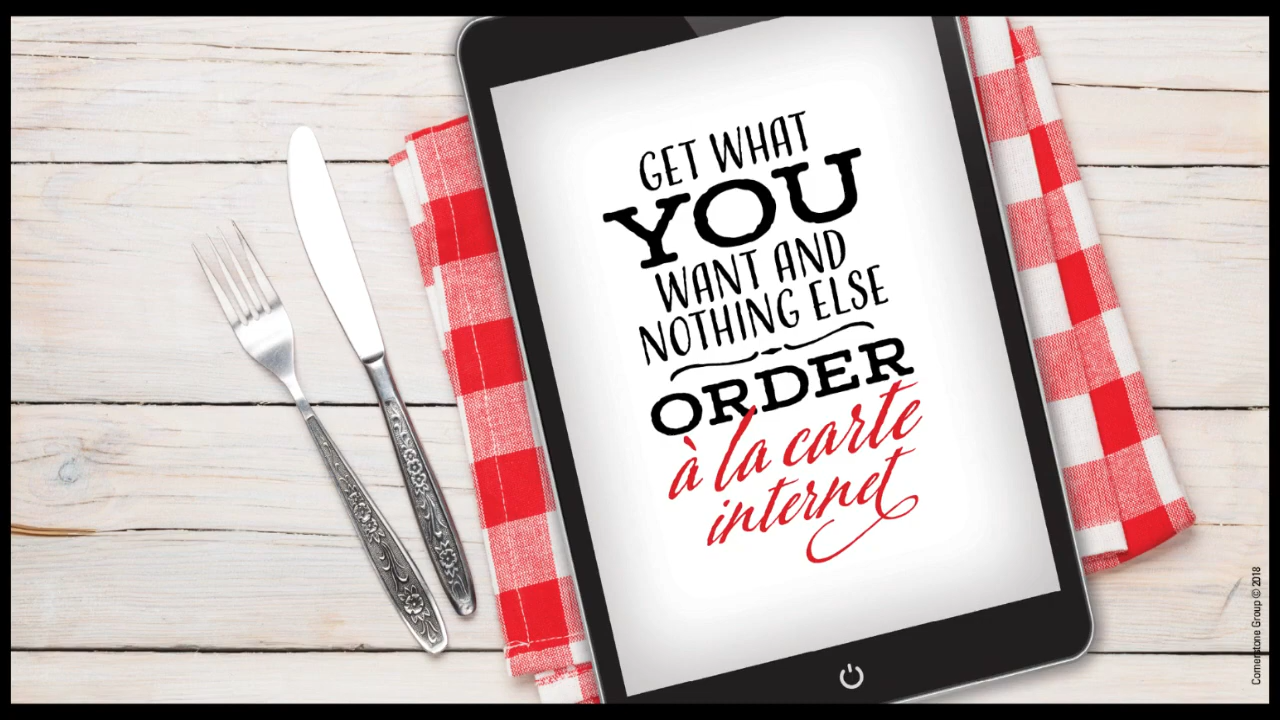 GET WHAT
YOU
WANT AND
NOTHING ELSE
ORDER
à la carte
internet
Cornerstone Group © 2018